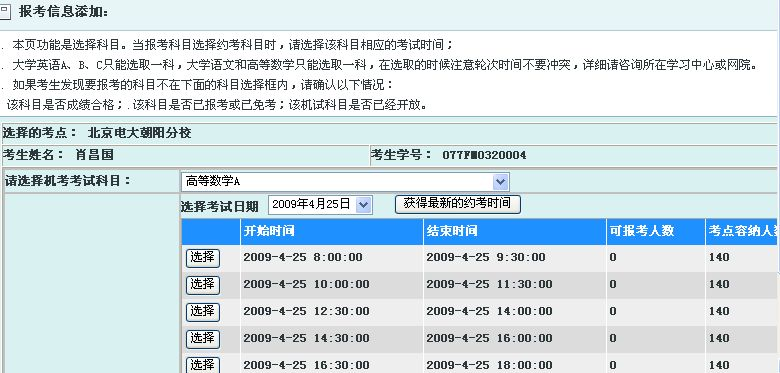 报考信息添加：
. 本页功能是选择科目。当报考科目选择约考科目时，请选择该科目相应的考试时间；
. 大学英语A、B、C只能选取一科，大学语文和高等数学只能选取一科，在选取的时候注意轮次时间不要冲突，详细请咨询所在学习中心或网院。
. 如果考生发现要报考的科目不在下面的科目选择框内，请确认以下情况：
该科目是否成绩合格；.该科目是否已报考或已免考；该机试科目是否已经开放。
选择的考点： 北京电大朝阳分校
考生姓名： 肖昌国 考生学号： 077FM0320004
请选择机考考试科目： 高等数学A
选择考试日期 2009年4月25日 获得最新的约考时间
开始时间 结束时间 可报考人数 考点容纳人数
选择 2009-4-25 8:00:00 2009-4-25 9:30:00 0 140
选择 2009-4-25 10:00:00 2009-4-25 11:30:00 0 140
选择 2009-4-25 12:30:00 2009-4-25 14:00:00 0 140
选择 2009-4-25 14:30:00 2009-4-25 16:00:00 0 140
选择 2009-4-25 16:30:00 2009-4-25 18:00:00 0 140